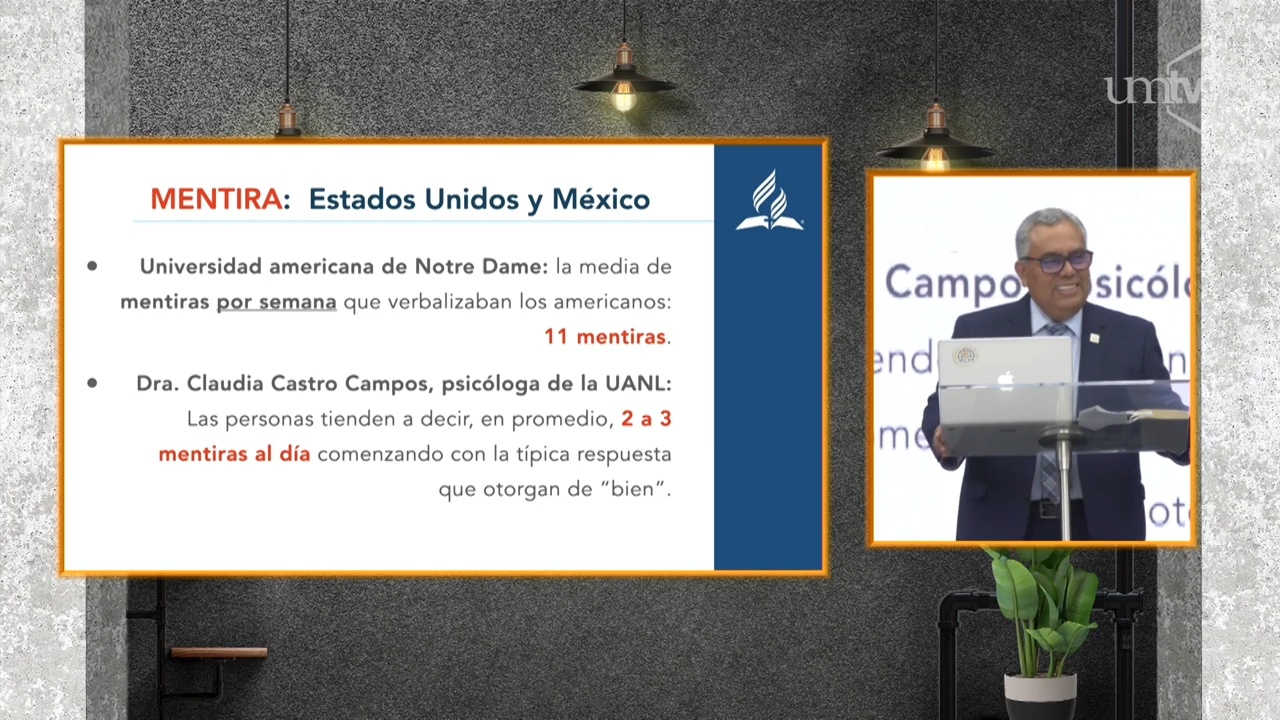 umtv
MENTIRA: Estados Unidos y México
Universidad americana de Notre Dame: la media de
mentiras por semana que verbalizaban los americanos:
11 mentiras.
Dra. Claudia Castro Campos, psicóloga de la UANL:
Las personas tienden a decir, en promedio, 2 a 3
mentiras al día comenzando con la típica respuesta
que otorgan de “bien”.
Campo